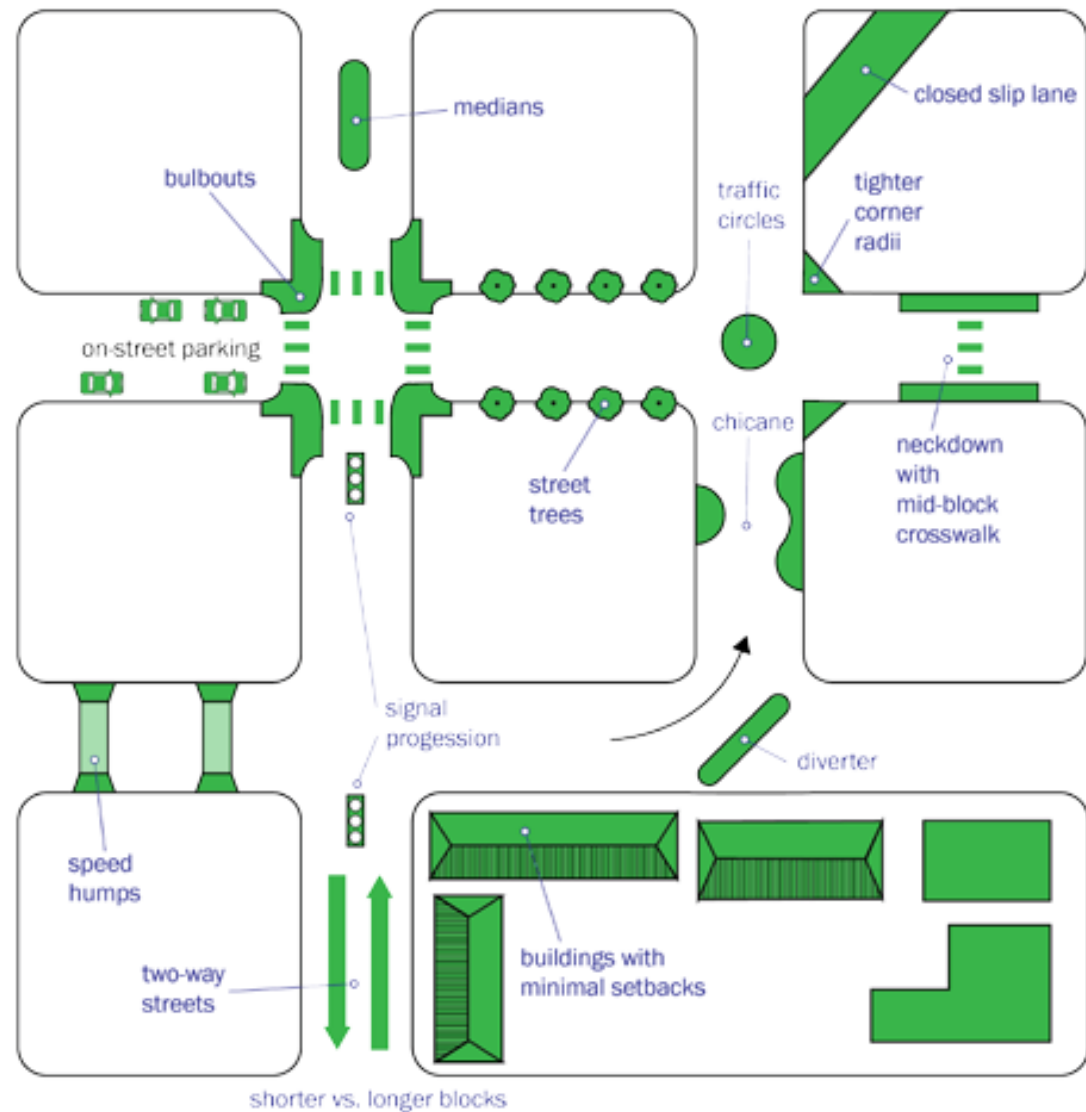 medians
closed slip lane
bulbouts
traffic
circles
tighter
corner
radii
on-street parking
chicane
street
trees
neckdown
with
mid-block
crosswalk
signal
progession
diverter
speed
humps
two-way
streets
buildings with
minimal setbacks
shorter vs. longer blocks